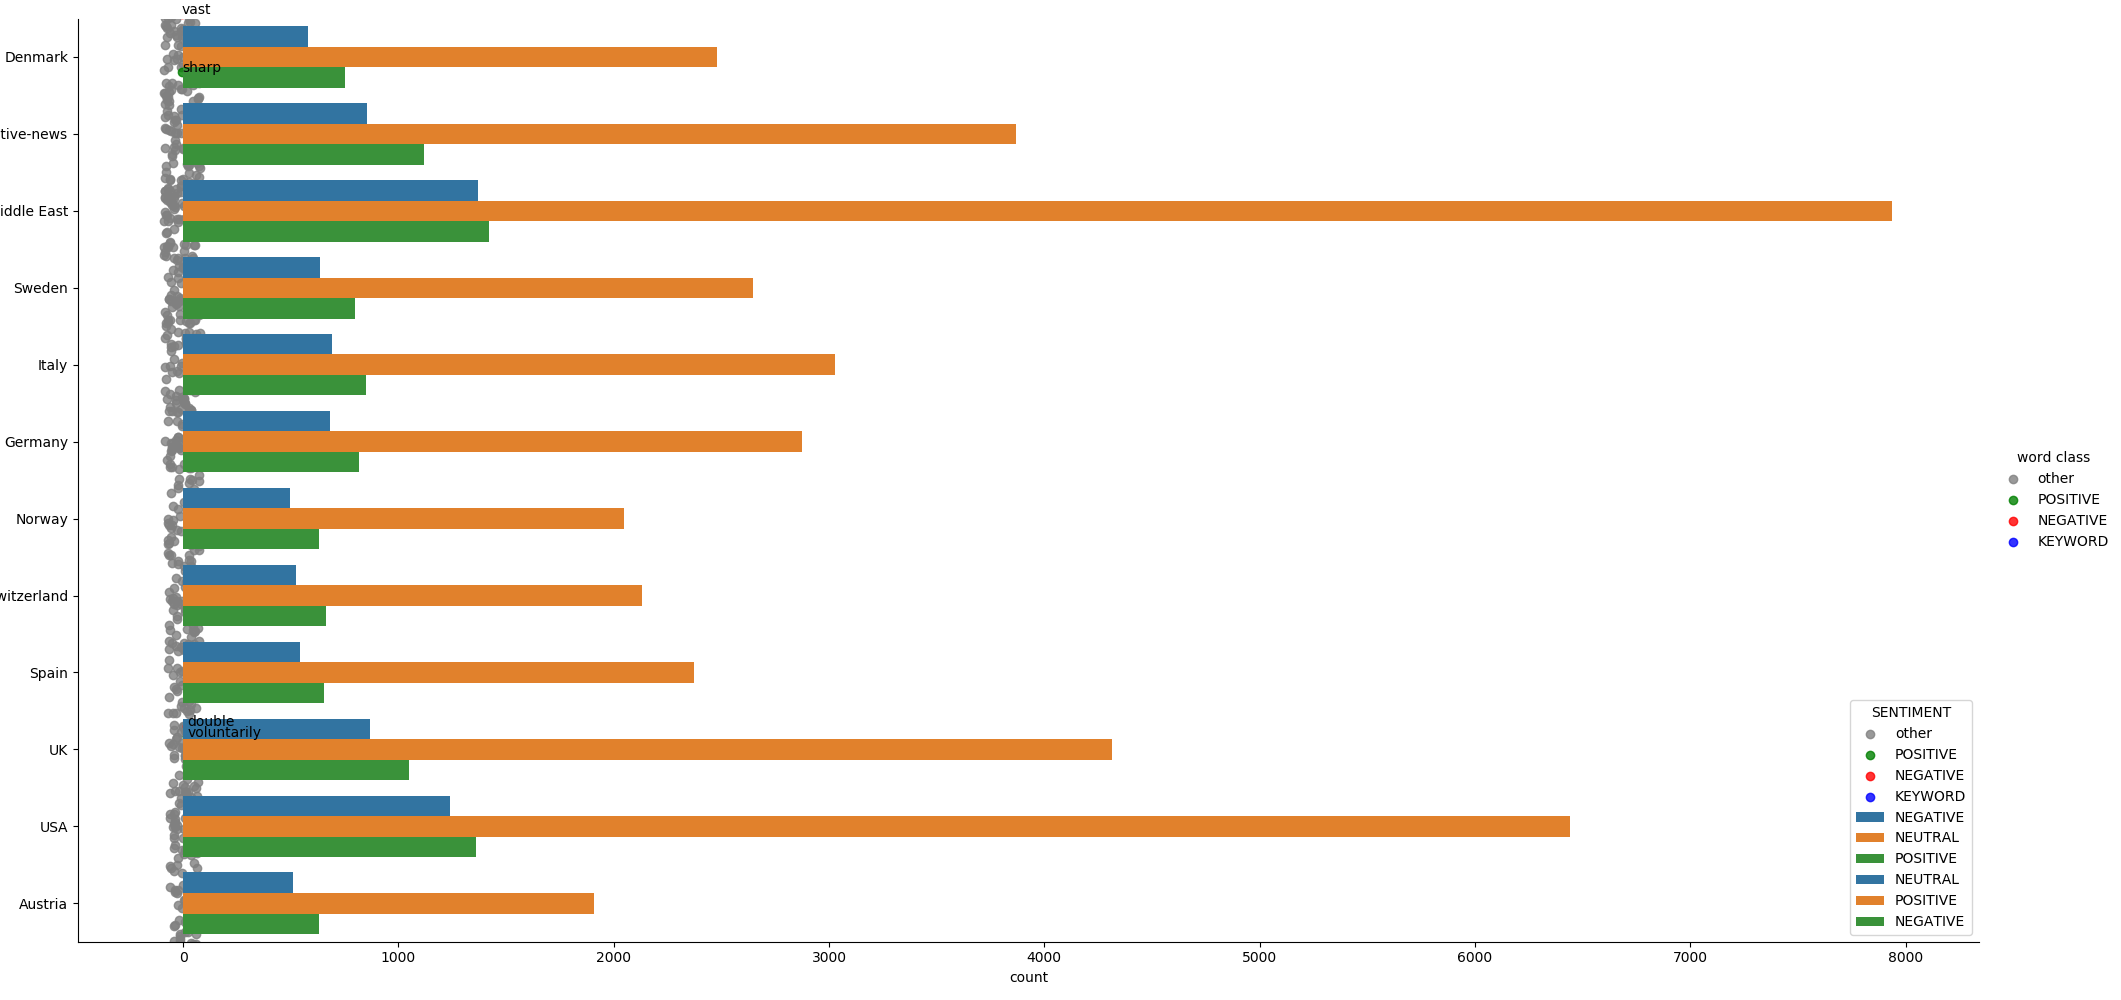 vast
Denmark
sharp
tive-news
iddle East
Sweden
Italy
Germany
Norway
witzerland
Spain
double
voluntarily
UK
USA
Austria
0 1000 2000 3000 4000 5000 6000 7000 8000
count
word class
other
POSITIVE
NEGATIVE
KEYWORD
SENTIMENT
other
POSITIVE
NEGATIVE
KEYWORD
NEGATIVE
NEUTRAL
POSITIVE
NEUTRAL
POSITIVE
NEGATIVE